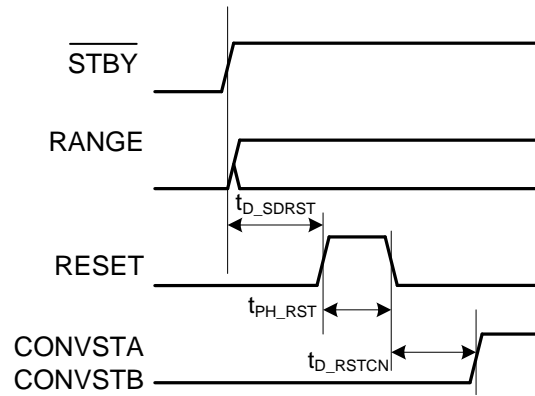 STBY
RANGE
tD_SDRST
RESET
tPH_RST
tD_RSTCN
CONVSTA
CONVSTB